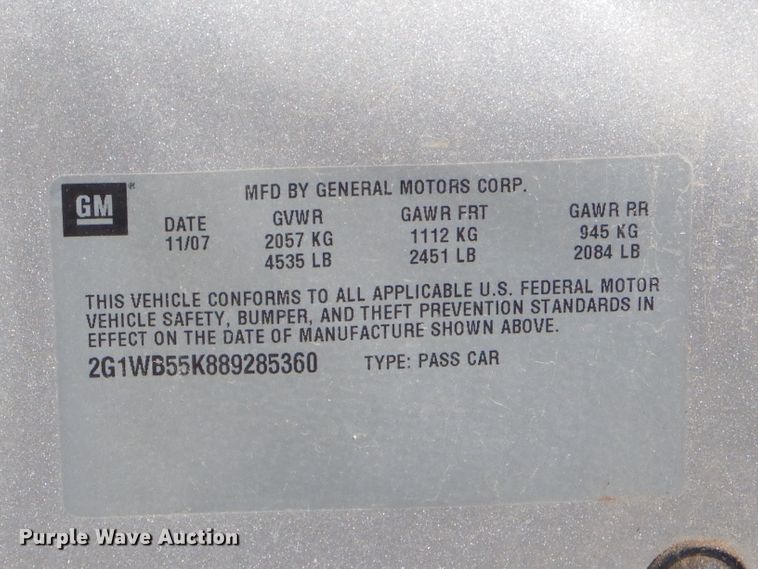 GM
MFD BY GENERAL MOTORS CORP.
DATE GVWR GAWR FRT GAWR RR
11/07 2057 KG 1112 KG 945 KG
4535 LB 2451 LB 2084 LB
THIS VEHICLE CONFORMS TO ALL APPLICABLE U.S. FEDERAL MOTOR
VEHICLE SAFETY, BUMPER, AND THEFT PREVENTION STANDARDS IN
EFFECT ON THE DATE OF MANUFACTURE SHOWN ABOVE.
2G1WB55K889285360 TYPE: PASS CAR
Purple Wave Auction